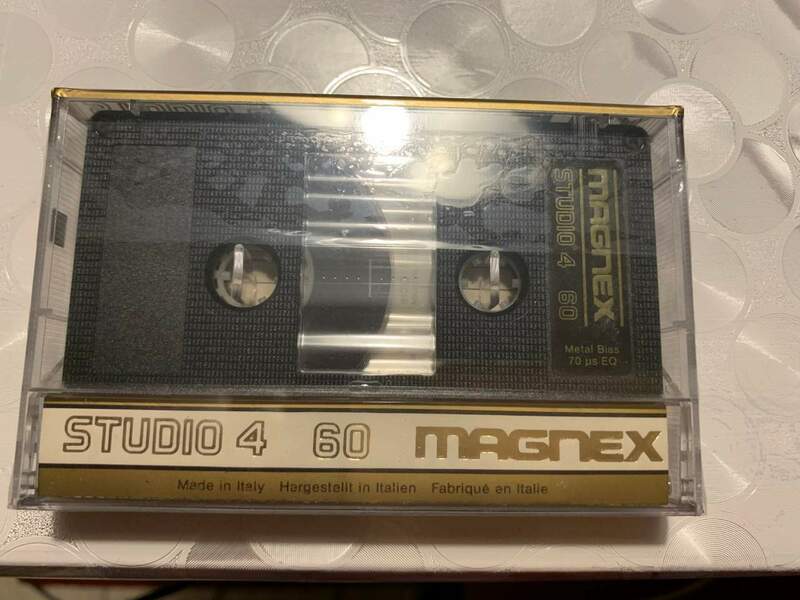 MAGNEX
STUDIO 4 60
Metal Bias
70 µs EQ
STUDIO 4 60 MAGNEX
Made in Italy Hergestellt in Italien Fabriqué en Italie